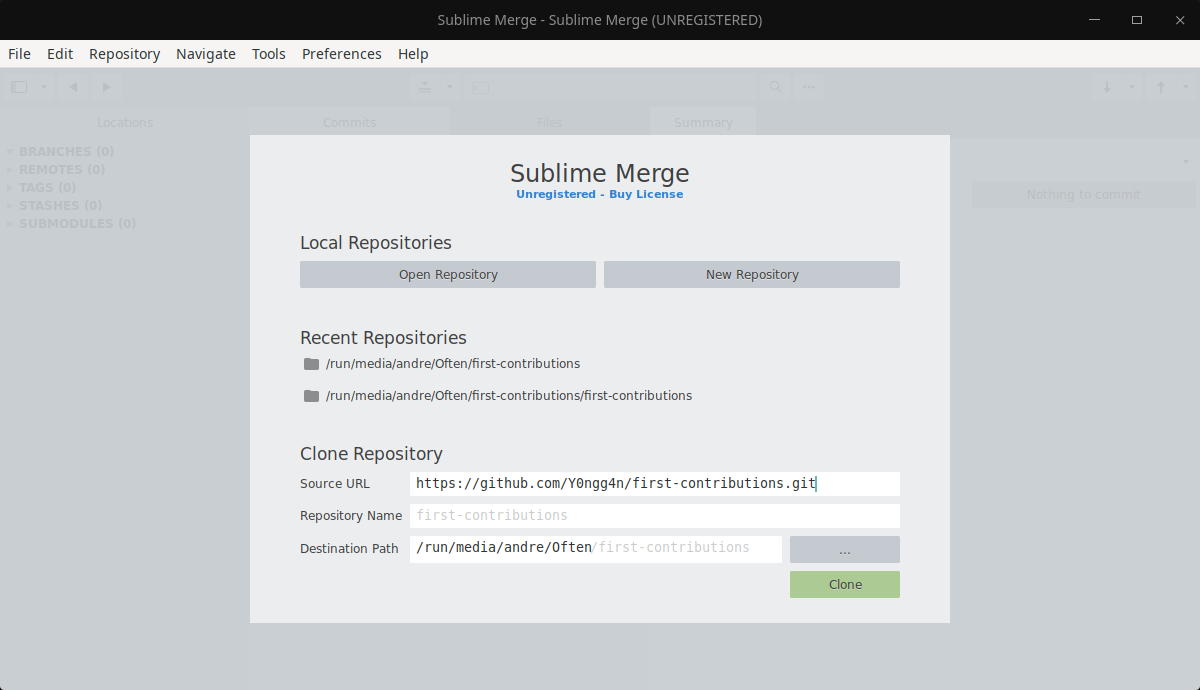 Sublime Merge - Sublime Merge (UNREGISTERED)
File Edit Repository Navigate Tools Preferences Help
Locations Commits Files Summary
BRANCHES (0)
REMOTES (0)
TAGS (0)
STASHES (0)
SUBMODULES (0)
Nothing to commit
Sublime Merge
Unregistered - Buy License
Local Repositories
Open Repository New Repository
Recent Repositories
/run/media/andre/Often/first-contributions
/run/media/andre/Often/first-contributions/first-contributions
Clone Repository
Source URL https://github.com/Y0ngg4n/first-contributions.git
Repository Name first-contributions
Destination Path /run/media/andre/Often/first-contributions ...
Clone